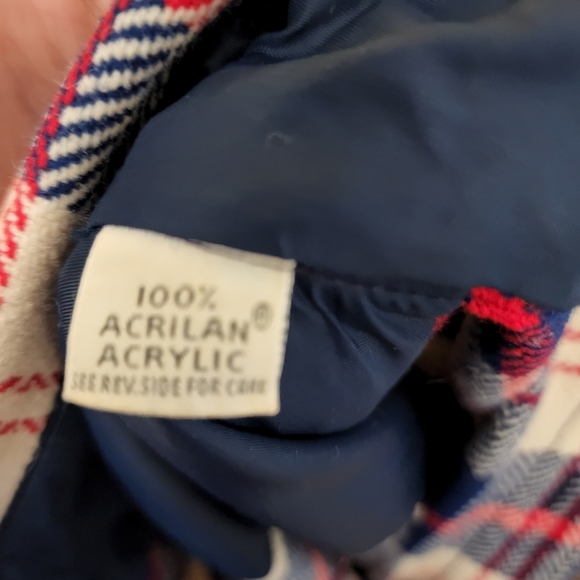 100%
ACRILAN®
ACRYLIC
SEE REV. SIDE FOR CARE